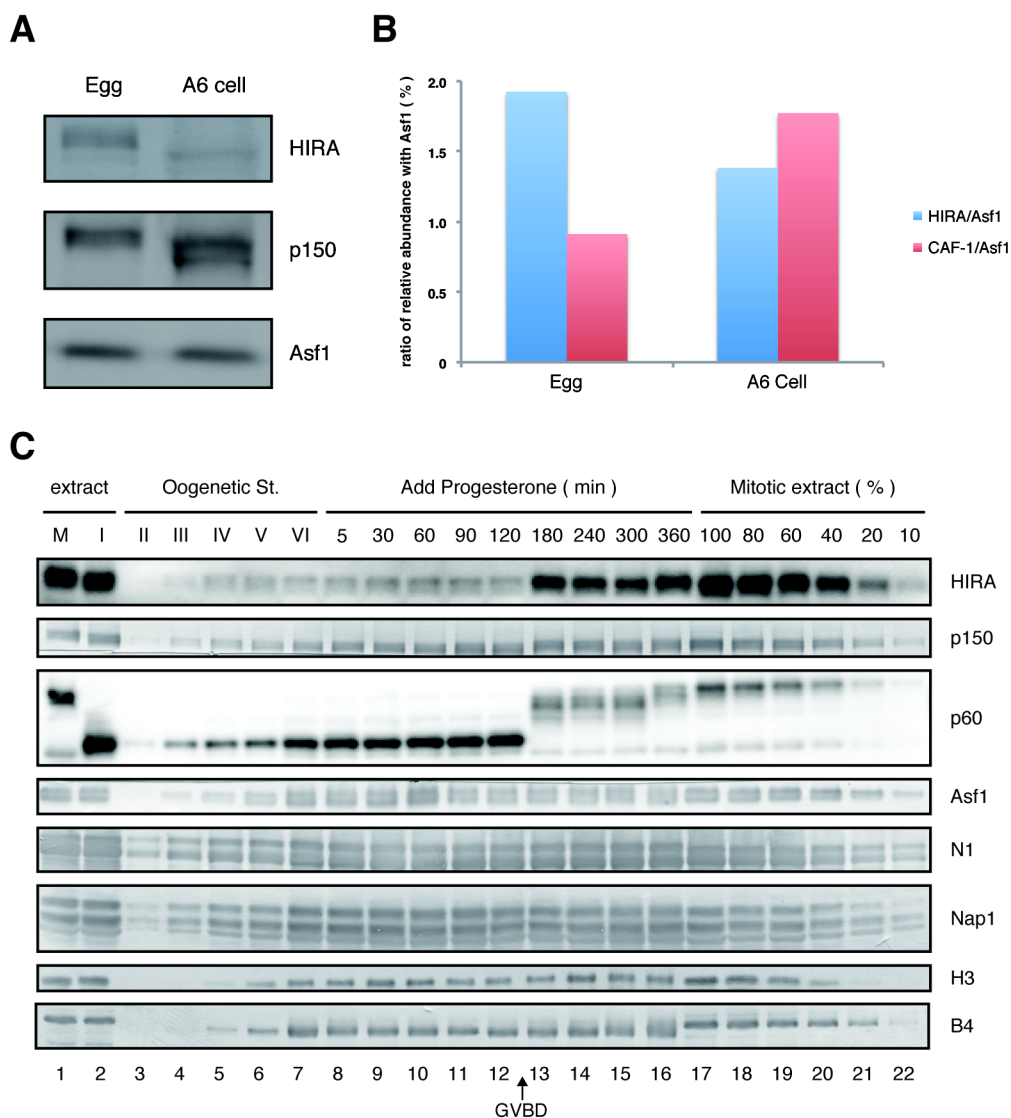 A
Egg A6 cell
HIRA
p150
Asf1
B
ratio of relative abundance with Asf1 ( % )
2.0
1.5
1.0
0.5
0
Egg A6 Cell
HIRA/Asf1
CAF-1/Asf1
C
extract Oogenetic St. Add Progesterone ( min ) Mitotic extract ( % )
M I II III IV V VI 5 30 60 90 120 180 240 300 360 100 80 60 40 20 10
HIRA
p150
p60
Asf1
N1
Nap1
H3
B4
1 2 3 4 5 6 7 8 9 10 11 12 13 14 15 16 17 18 19 20 21 22
GVBD